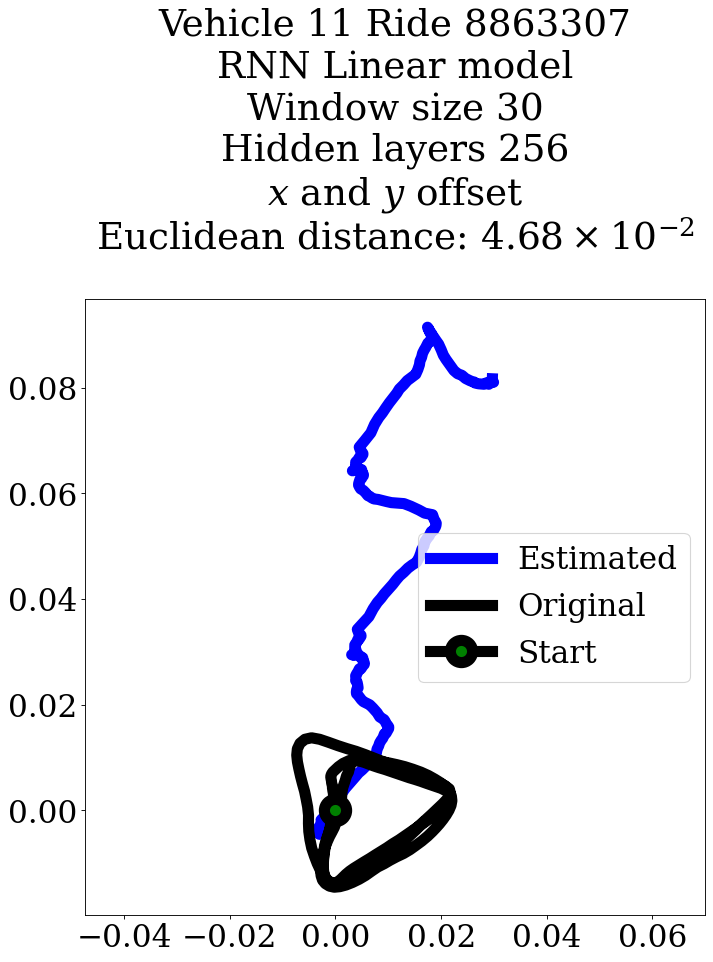 Vehicle 11 Ride 8863307
RNN Linear model
Window size 30
Hidden layers 256
x and y offset
Euclidean distance: 4.68 × 10⁻²
0.08
0.06
0.04
0.02
0.00
Estimated
Original
Start
−0.04 −0.02 0.00 0.02 0.04 0.06